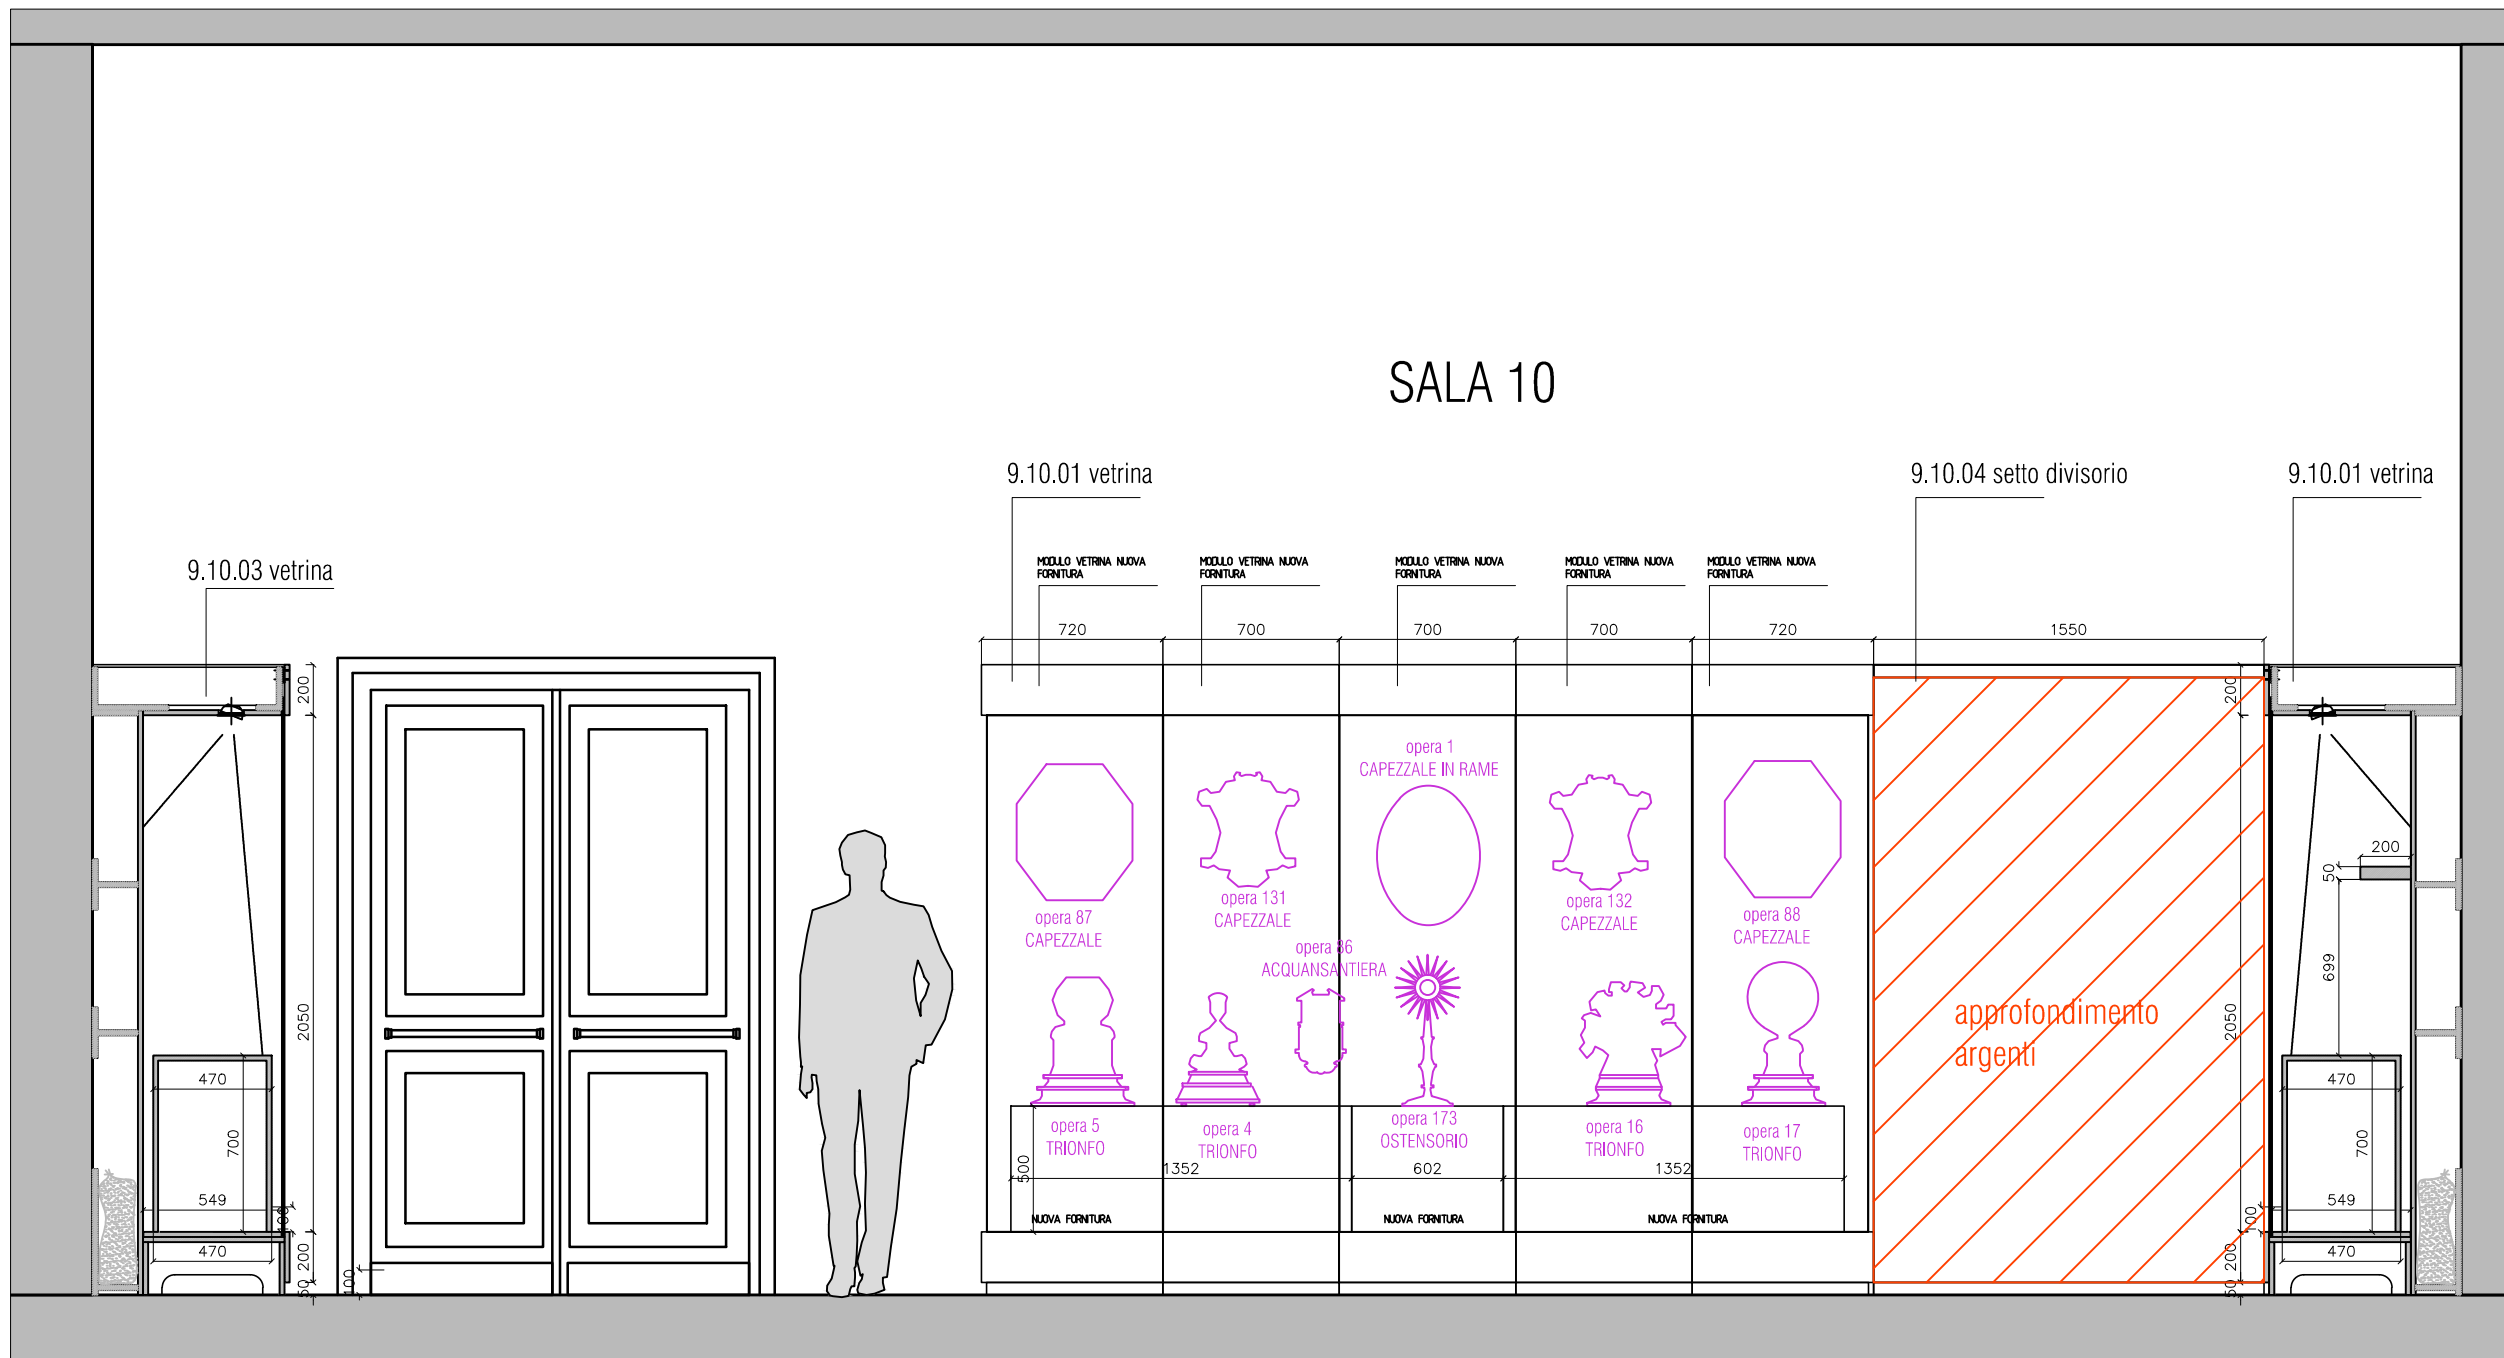 SALA 10
9.10.01 vetrina
9.10.04 setto divisorio
9.10.01 vetrina
9.10.03 vetrina
MODULO VETRINA NUOVA
FORNITURA
MODULO VETRINA NUOVA
FORNITURA
MODULO VETRINA NUOVA
FORNITURA
MODULO VETRINA NUOVA
FORNITURA
MODULO VETRINA NUOVA
FORNITURA
720
700
700
700
720
1550
200
2050
470
700
549
100
470
200
50
100
opera 1
CAPEZZALE IN RAME
opera 87
CAPEZZALE
opera 131
CAPEZZALE
opera 132
CAPEZZALE
opera 88
CAPEZZALE
opera 86
ACQUANSANTIERA
opera 5
TRIONFO
opera 4
TRIONFO
opera 173
OSTENSORIO
opera 16
TRIONFO
opera 17
TRIONFO
500
1352
602
1352
NUOVA FORNITURA
NUOVA FORNITURA
NUOVA FORNITURA
approfondimento
argenti
200
2050
200
50
200
50
699
470
700
549
100
470